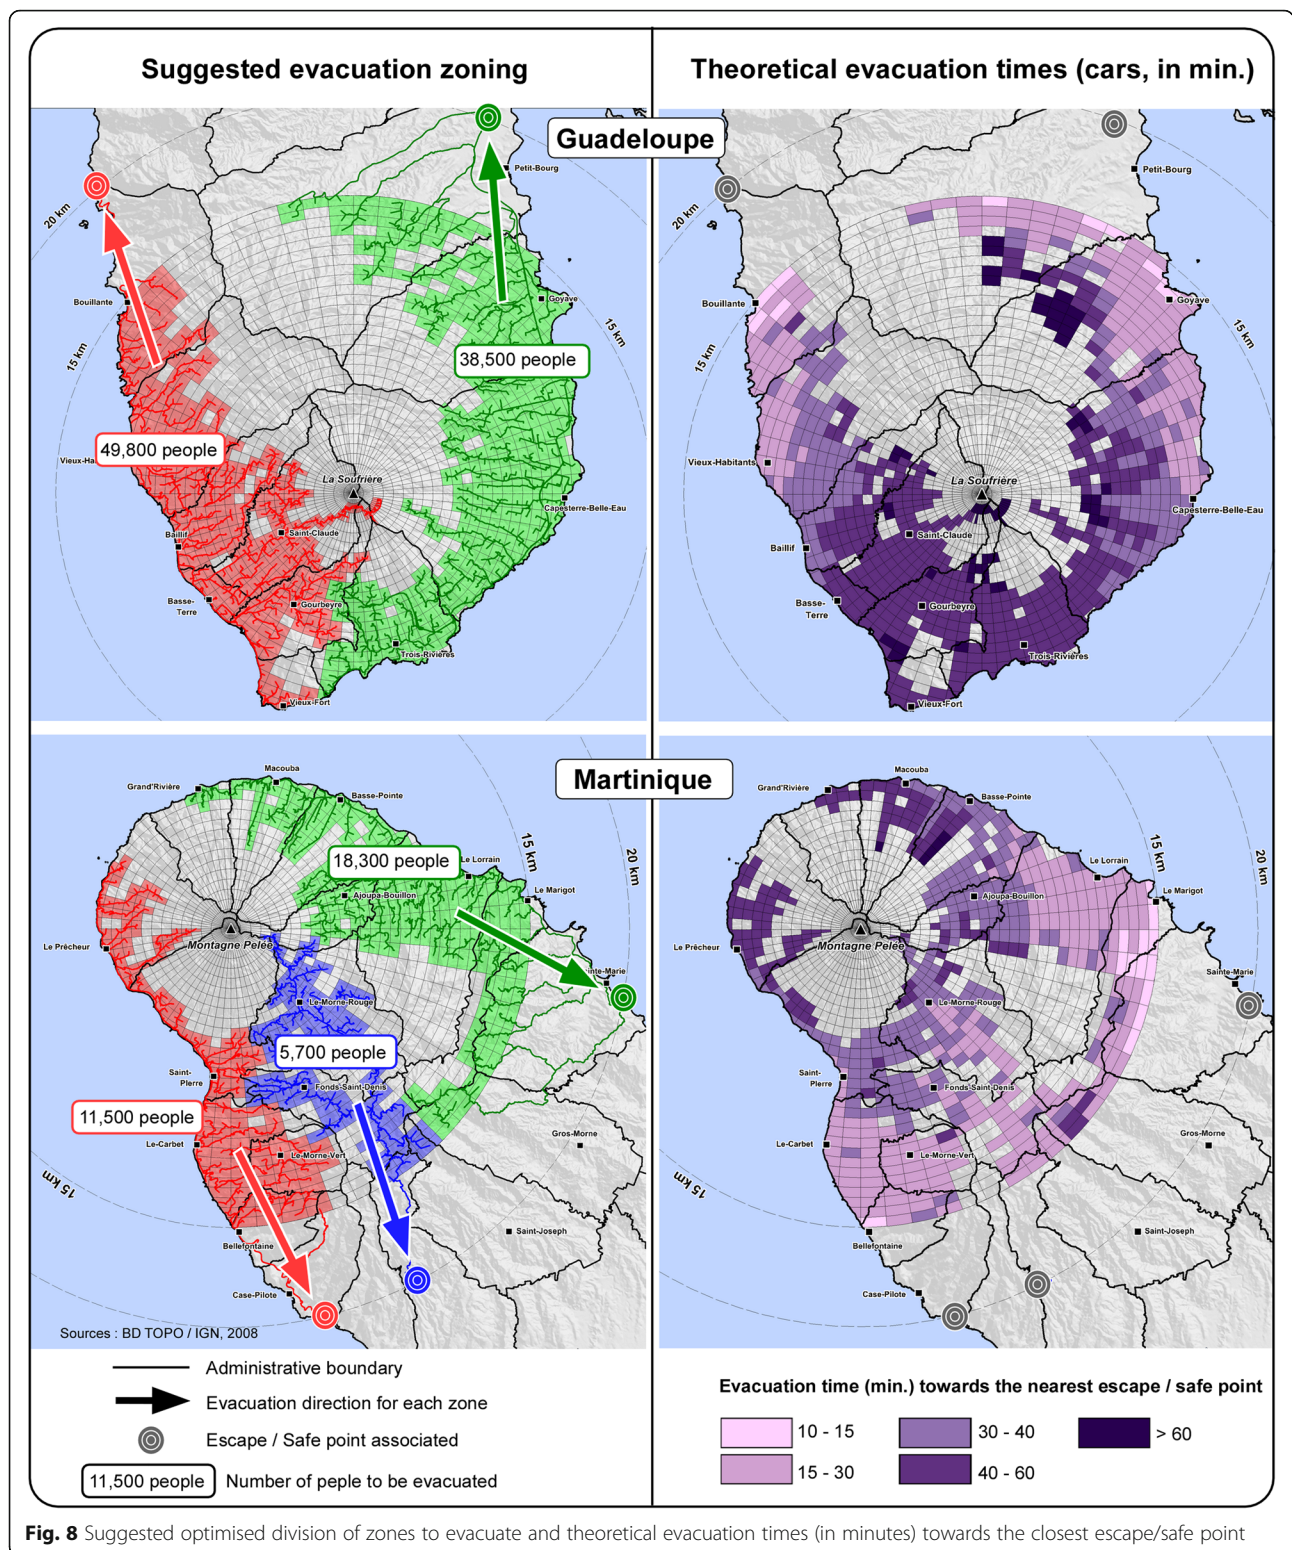 Suggested evacuation zoning
Theoretical evacuation times (cars, in min.)
Guadeloupe
Petit-Bourg
20 km
Bouillante
Goyave
15 km
15 km
38,500 people
49,800 people
Vieux-Ha
La Soufrière
Capesterre-Belle-Eau
Saint-Claude
Baillif
Basse-
Terre
Gourbeyre
Trois-Rivières
Vieux-Fort
Petit-Bourg
20 km
Bouillante
Goyave
15 km
15 km
Vieux-Habitants
La Soufrière
Capesterre-Belle-Eau
Saint-Claude
Baillif
Basse-
Terre
Gourbeyre
Trois-Rivières
Vieux-Fort
Martinique
Macouba
Grand'Rivière
Basse-Pointe
15 km
20 km
18,300 people
Le Lorrain
Ajoupa-Bouillon
Le Marigot
Le Prêcheur
Montagne Pelée
inte-Marie
Le-Morne-Rouge
5,700 people
Saint-
PIerre
Fonds-Saint-Denis
11,500 people
Le-Carbet
Le-Morne-Vert
Gros-Morne
15 km
Saint-Joseph
Bellefontaine
Case-Pilote
Sources : BD TOPO / IGN, 2008
Macouba
Grand'Rivière
Basse-Pointe
15 km
20 km
Le Lorrain
Ajoupa-Bouillon
Le Marigot
Le Prêcheur
Montagne Pelée
Sainte-Marie
Le-Morne-Rouge
Saint-
PIerre
Fonds-Saint-Denis
Le-Carbet
Le-Morne-Vert
Gros-Morne
15 km
Saint-Joseph
Bellefontaine
Case-Pilote
Administrative boundary
Evacuation direction for each zone
Escape / Safe point associated
11,500 people Number of peple to be evacuated
Evacuation time (min.) towards the nearest escape / safe point
10 - 15
30 - 40
> 60
15 - 30
40 - 60
Fig. 8 Suggested optimised division of zones to evacuate and theoretical evacuation times (in minutes) towards the closest escape/safe point